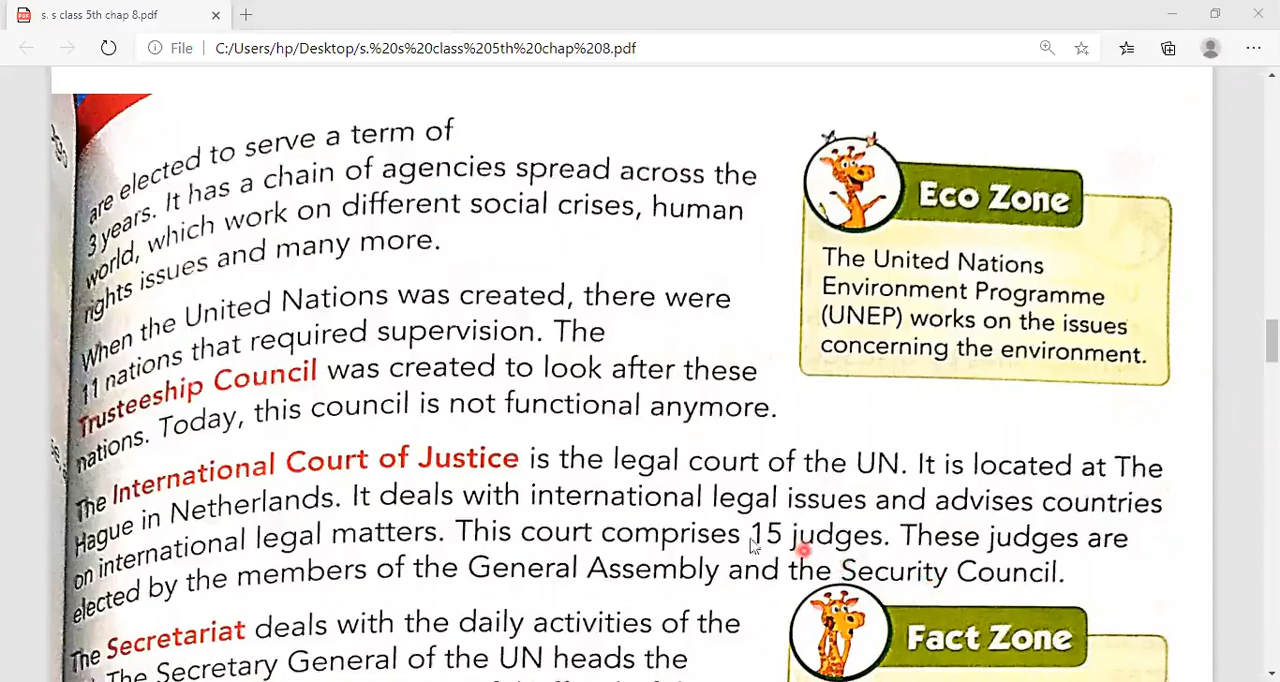 s. s class 5th chap 8.pdf
File C:/Users/hp/Desktop/s.%20s%20class%205th%20chap%208.pdf
are elected to serve a term of
3 years. It has a chain of agencies spread across the
world, which work on different social crises, human
rights issues and many more.
When the United Nations was created, there were
11 nations that required supervision. The
Trusteeship Council was created to look after these
nations. Today, this council is not functional anymore.
Eco Zone
The United Nations
Environment Programme
(UNEP) works on the issues
concerning the environment.
The International Court of Justice is the legal court of the UN. It is located at The
Hague in Netherlands. It deals with international legal issues and advises countries
on international legal matters. This court comprises 15 judges. These judges are
elected by the members of the General Assembly and the Security Council.
The Secretariat deals with the daily activities of the
The Secretary General of the UN heads the
Fact Zone